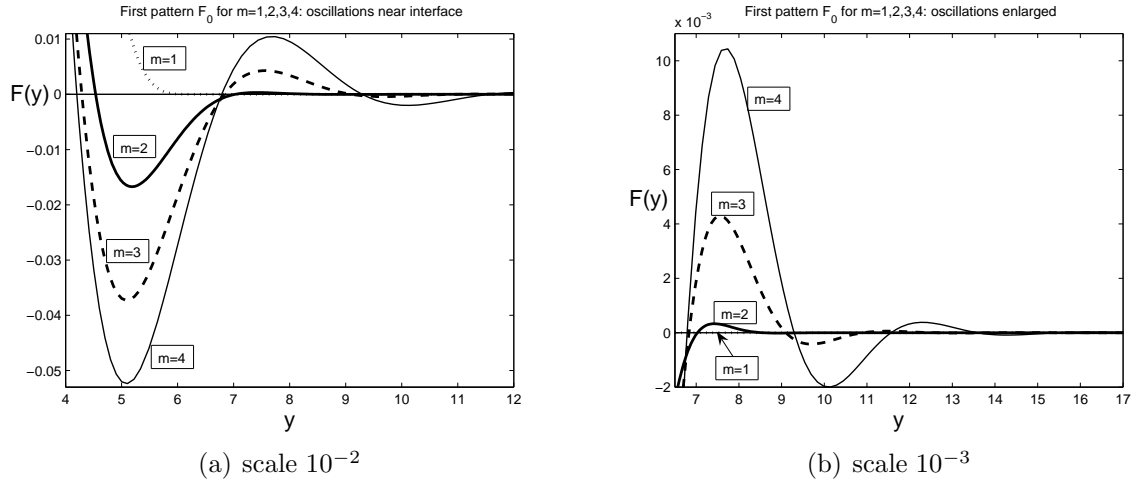 First pattern F₀ for m=1,2,3,4: oscillations near interface
0.01
0
−0.01
−0.02
−0.03
−0.04
−0.05
F(y)
m=1
m=2
m=3
m=4
4 5 6 7 8 9 10 11 12
y
(a) scale 10⁻²
First pattern F₀ for m=1,2,3,4: oscillations enlarged
x 10⁻³
10
8
6
4
2
0
−2
F(y)
m=4
m=3
m=2
m=1
7 8 9 10 11 12 13 14 15 16 17
y
(b) scale 10⁻³